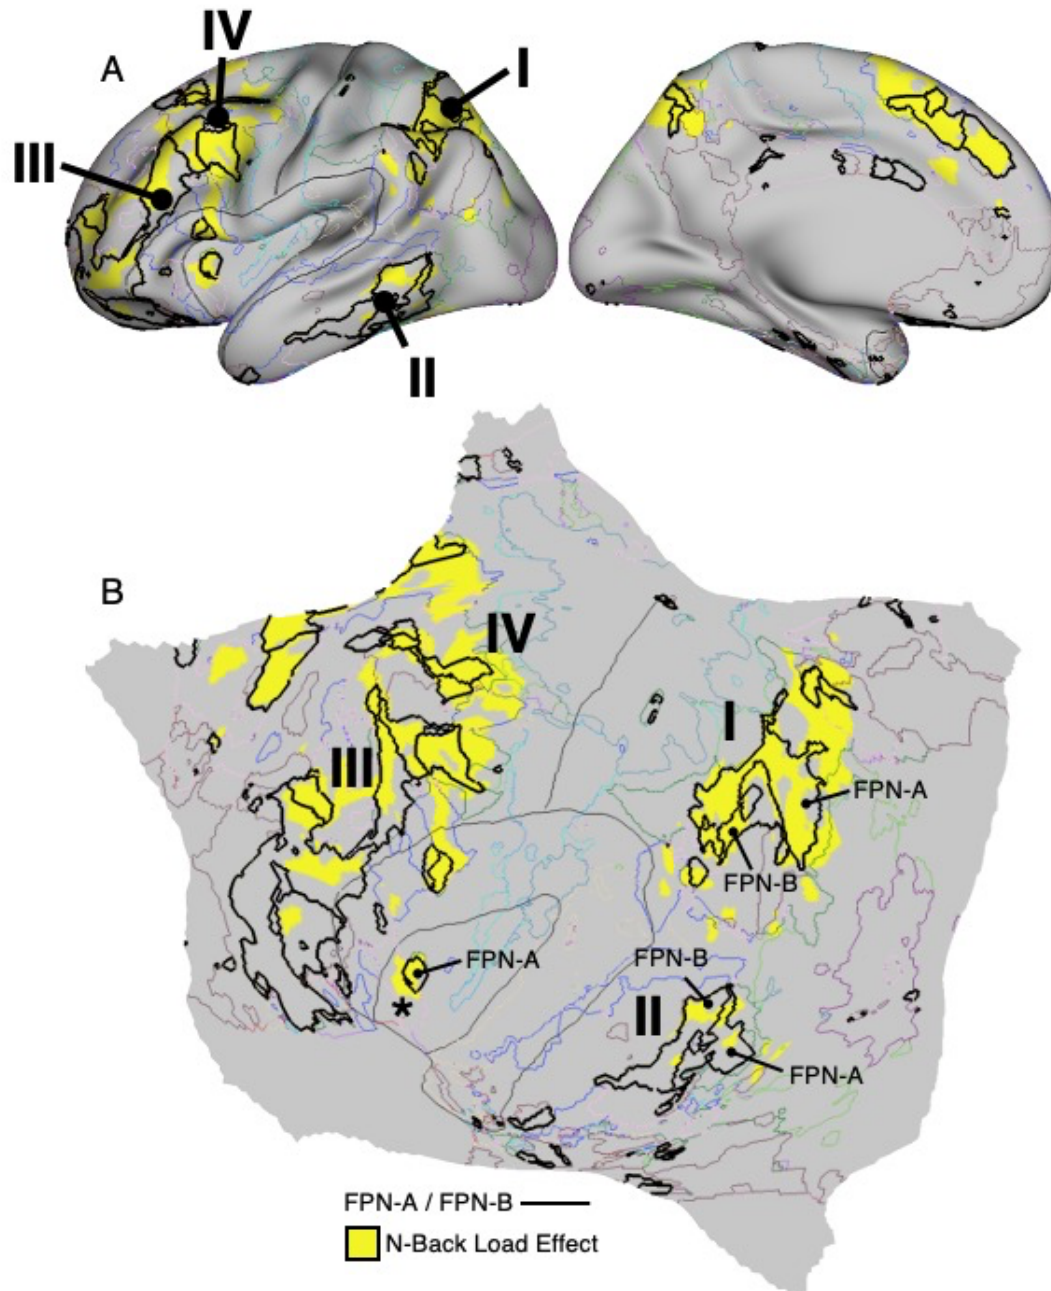 IV
A
I
III
II
B
IV
I
III
FPN-A
FPN-B
FPN-B
FPN-A
*
II
FPN-A
FPN-A / FPN-B
N-Back Load Effect